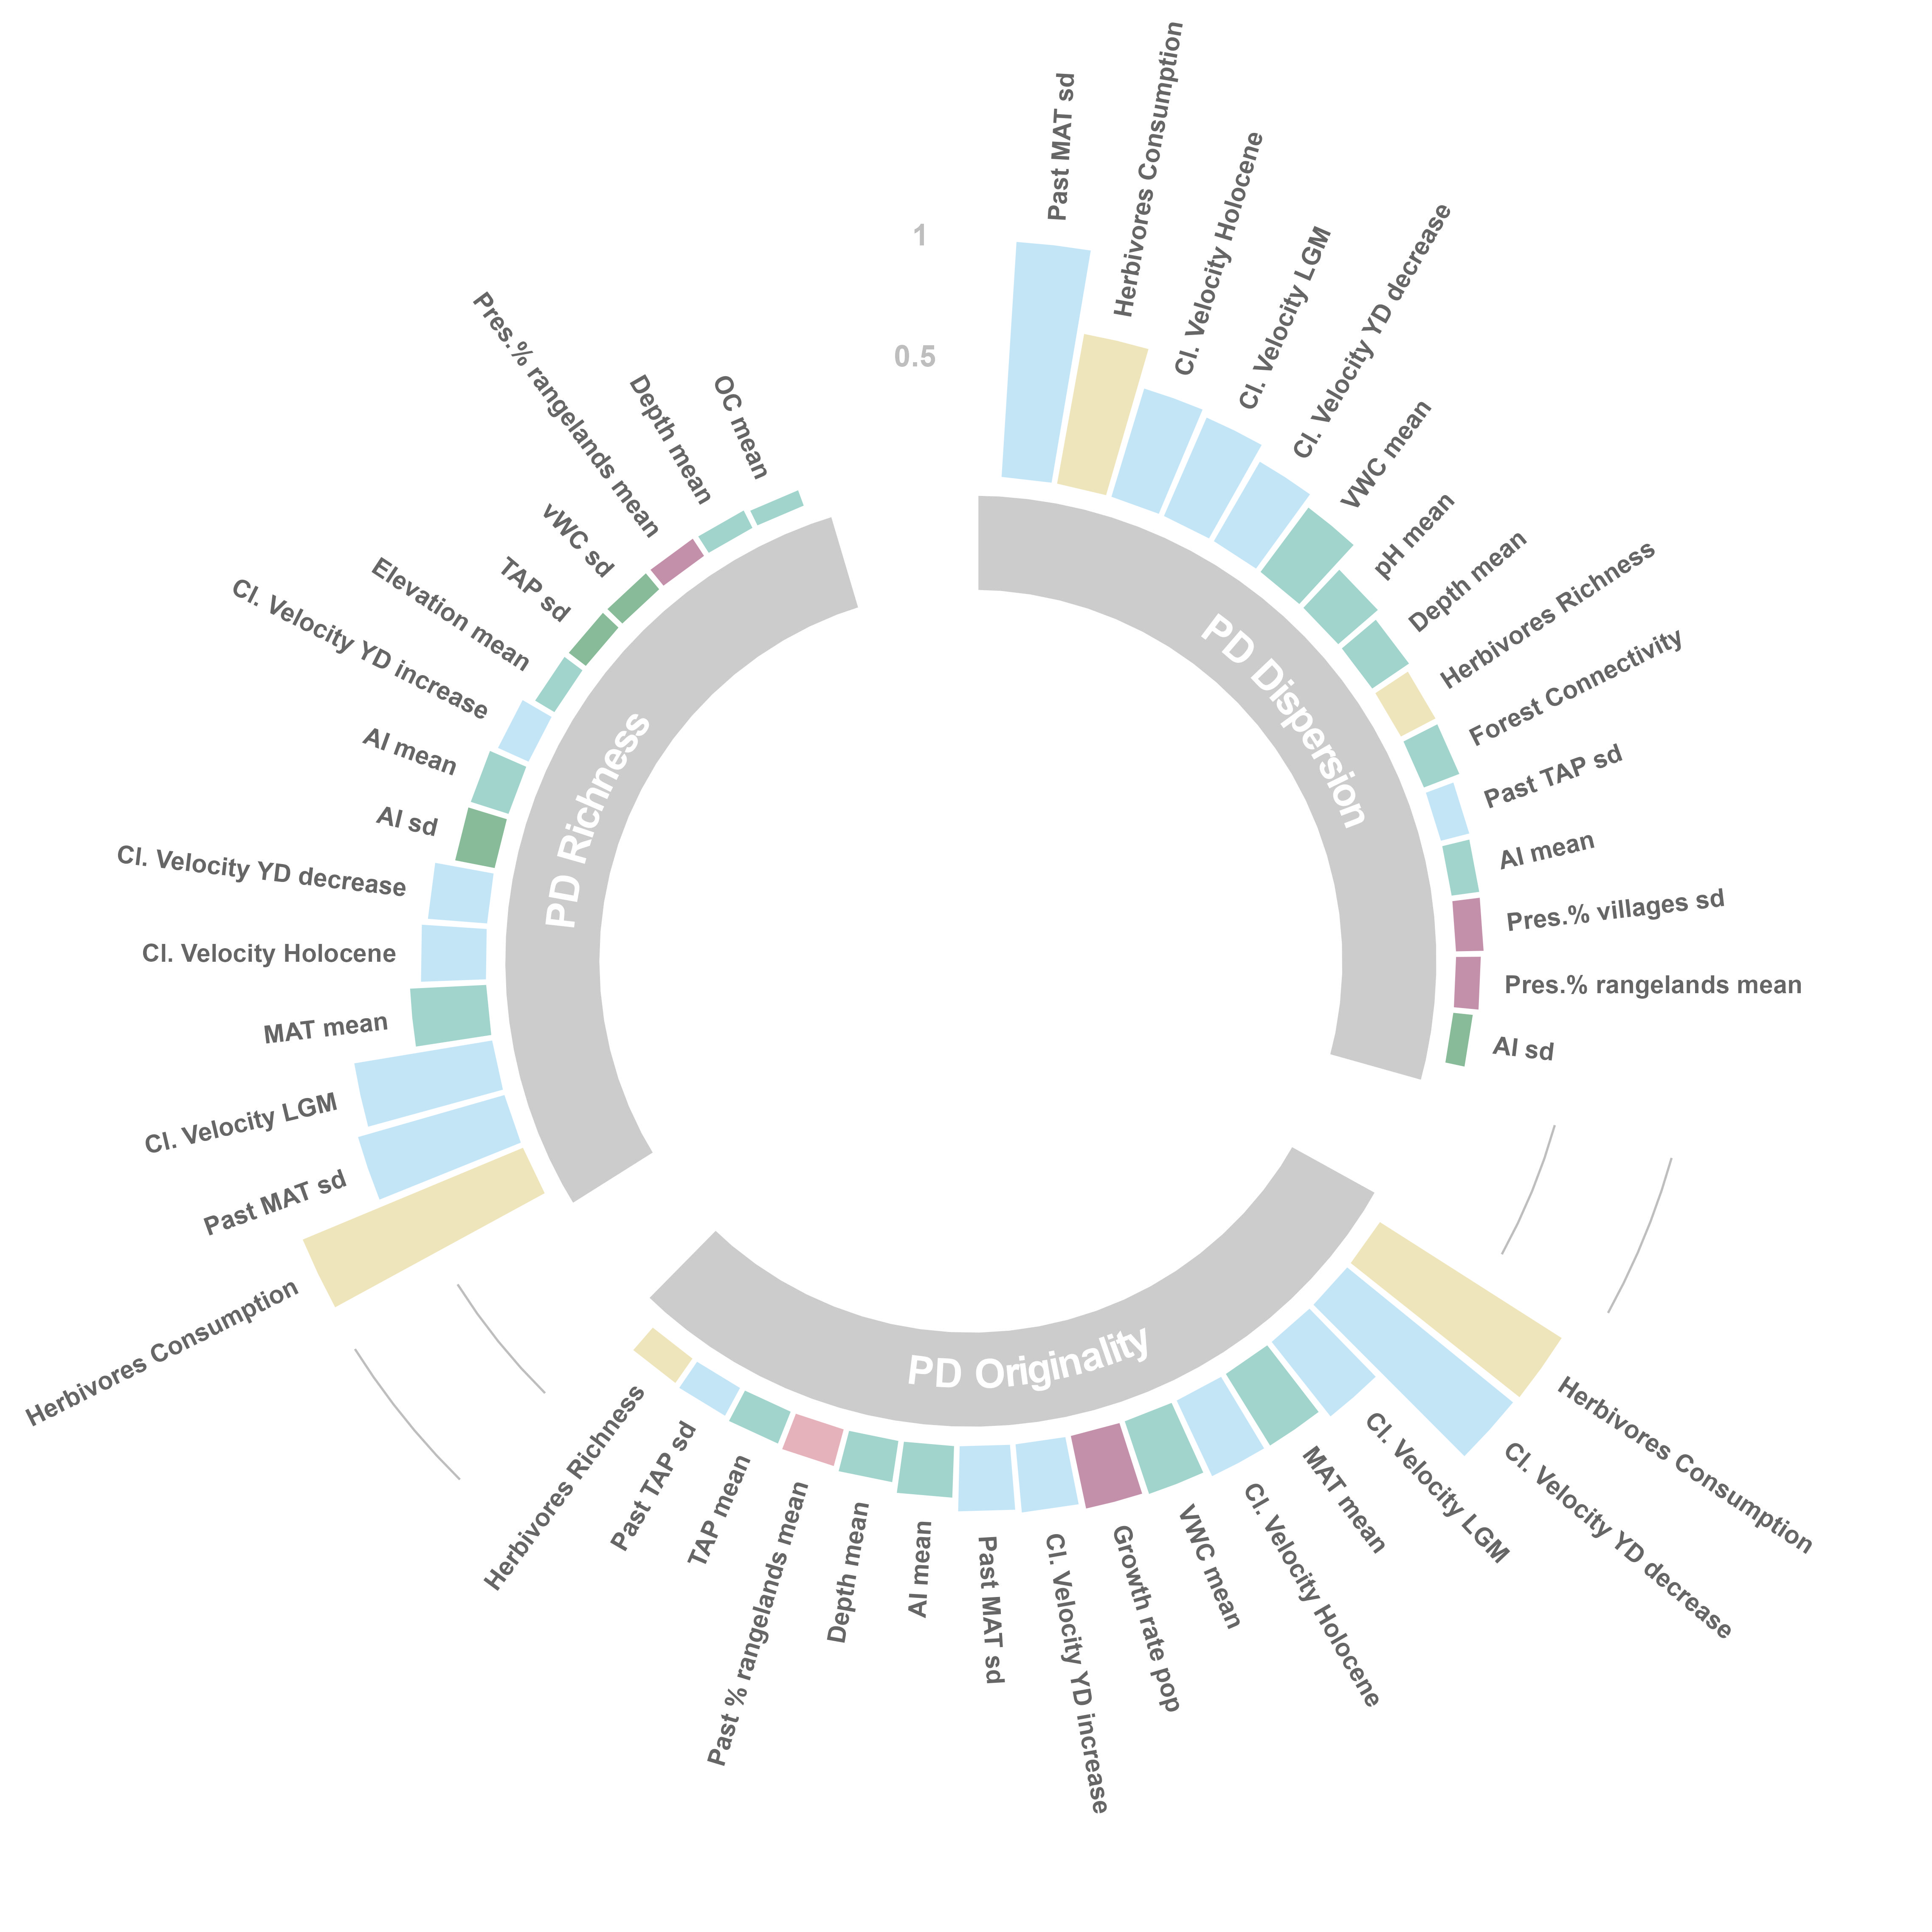 1
0.5
Past MAT sd
Herbivores Consumption
Cl. Velocity Holocene
Cl. Velocity LGM
Cl. Velocity YD decrease
VWC mean
pH mean
Depth mean
Herbivores Richness
Forest Connectivity
Past TAP sd
AI mean
Pres.% villages sd
Pres.% rangelands mean
AI sd
PD Dispersion
Herbivores Consumption
Cl. Velocity YD decrease
Cl. Velocity LGM
MAT mean
Cl. Velocity Holocene
VWC mean
Growth rate pop
Cl. Velocity YD increase
Past MAT sd
AI mean
Depth mean
Past % rangelands mean
TAP mean
Past TAP sd
Herbivores Richness
PD Originality
Herbivores Consumption
Past MAT sd
Cl. Velocity LGM
MAT mean
Cl. Velocity Holocene
Cl. Velocity YD decrease
AI sd
AI mean
Cl. Velocity YD increase
Elevation mean
TAP sd
vWC sd
Pres.% rangelands mean
Depth mean
OC mean
PD Richness